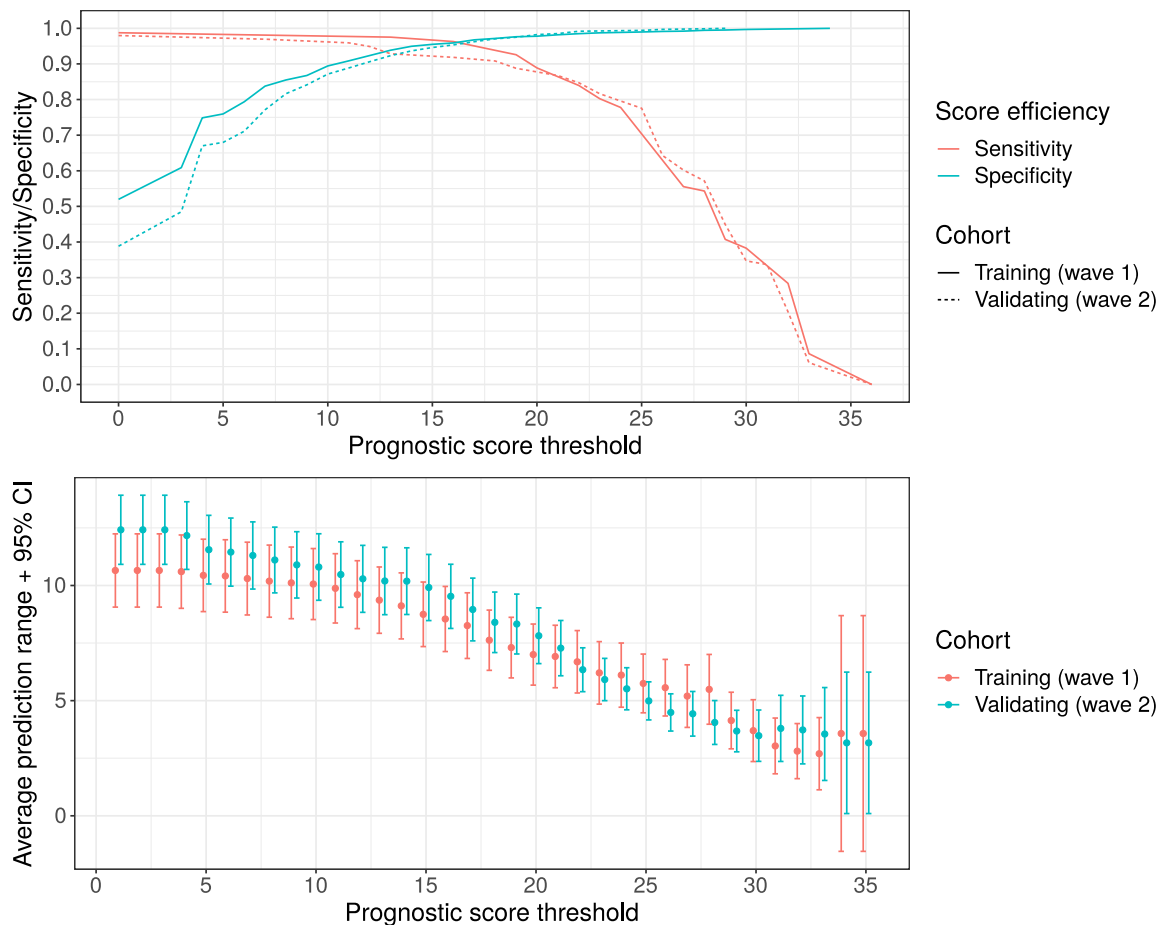 Sensitivity/Specificity
1.0
0.9
0.8
0.7
0.6
0.5
0.4
0.3
0.2
0.1
0.0
0 5 10 15 20 25 30 35
Prognostic score threshold
Score efficiency
Sensitivity
Specificity
Cohort
Training (wave 1)
Validating (wave 2)
Average prediction range + 95% CI
10
5
0
0 5 10 15 20 25 30 35
Prognostic score threshold
Cohort
Training (wave 1)
Validating (wave 2)